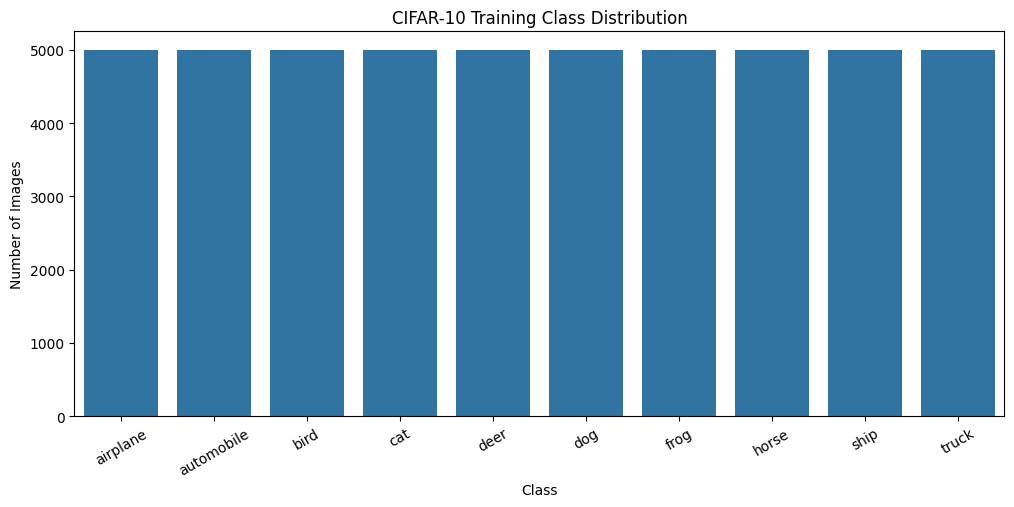 CIFAR-10 Training Class Distribution
Number of Images
5000
4000
3000
2000
1000
0
airplane
automobile
bird
cat
deer
dog
frog
horse
ship
truck
Class